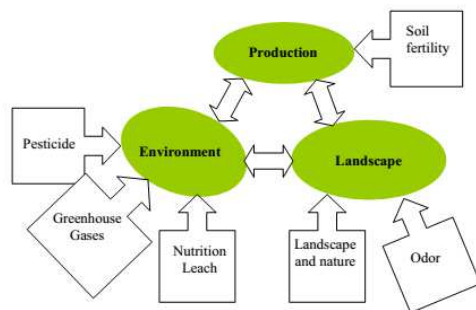 Soil
fertility
Production
Pesticide
Environment
Landscape
Greenhouse
Gases
Nutrition
Leach
Landscape
and nature
Odor